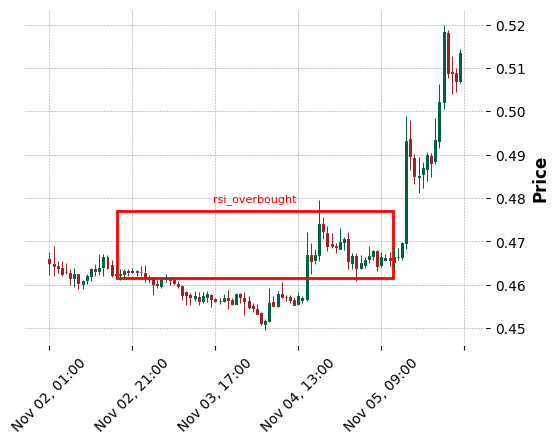 0.52
0.51
0.50
0.49
0.48
0.47
0.46
0.45
Price
rsi_overbought
Nov 02, 01:00
Nov 02, 21:00
Nov 03, 17:00
Nov 04, 13:00
Nov 05, 09:00